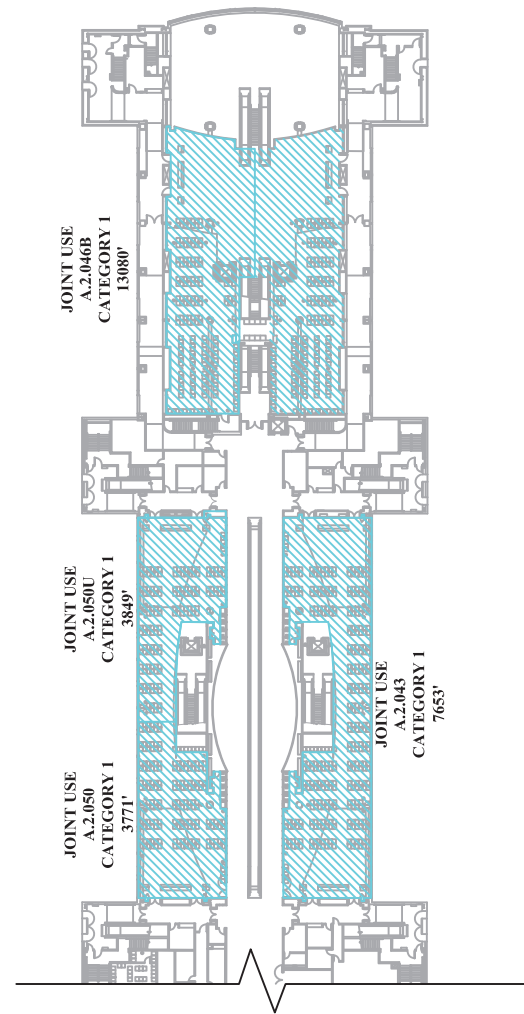 JOINT USE
A.2.046B
CATEGORY 1
13080'
JOINT USE
A.2.050U
CATEGORY 1
3849'
JOINT USE
A.2.043
CATEGORY 1
7653'
JOINT USE
A.2.050
CATEGORY 1
3771'